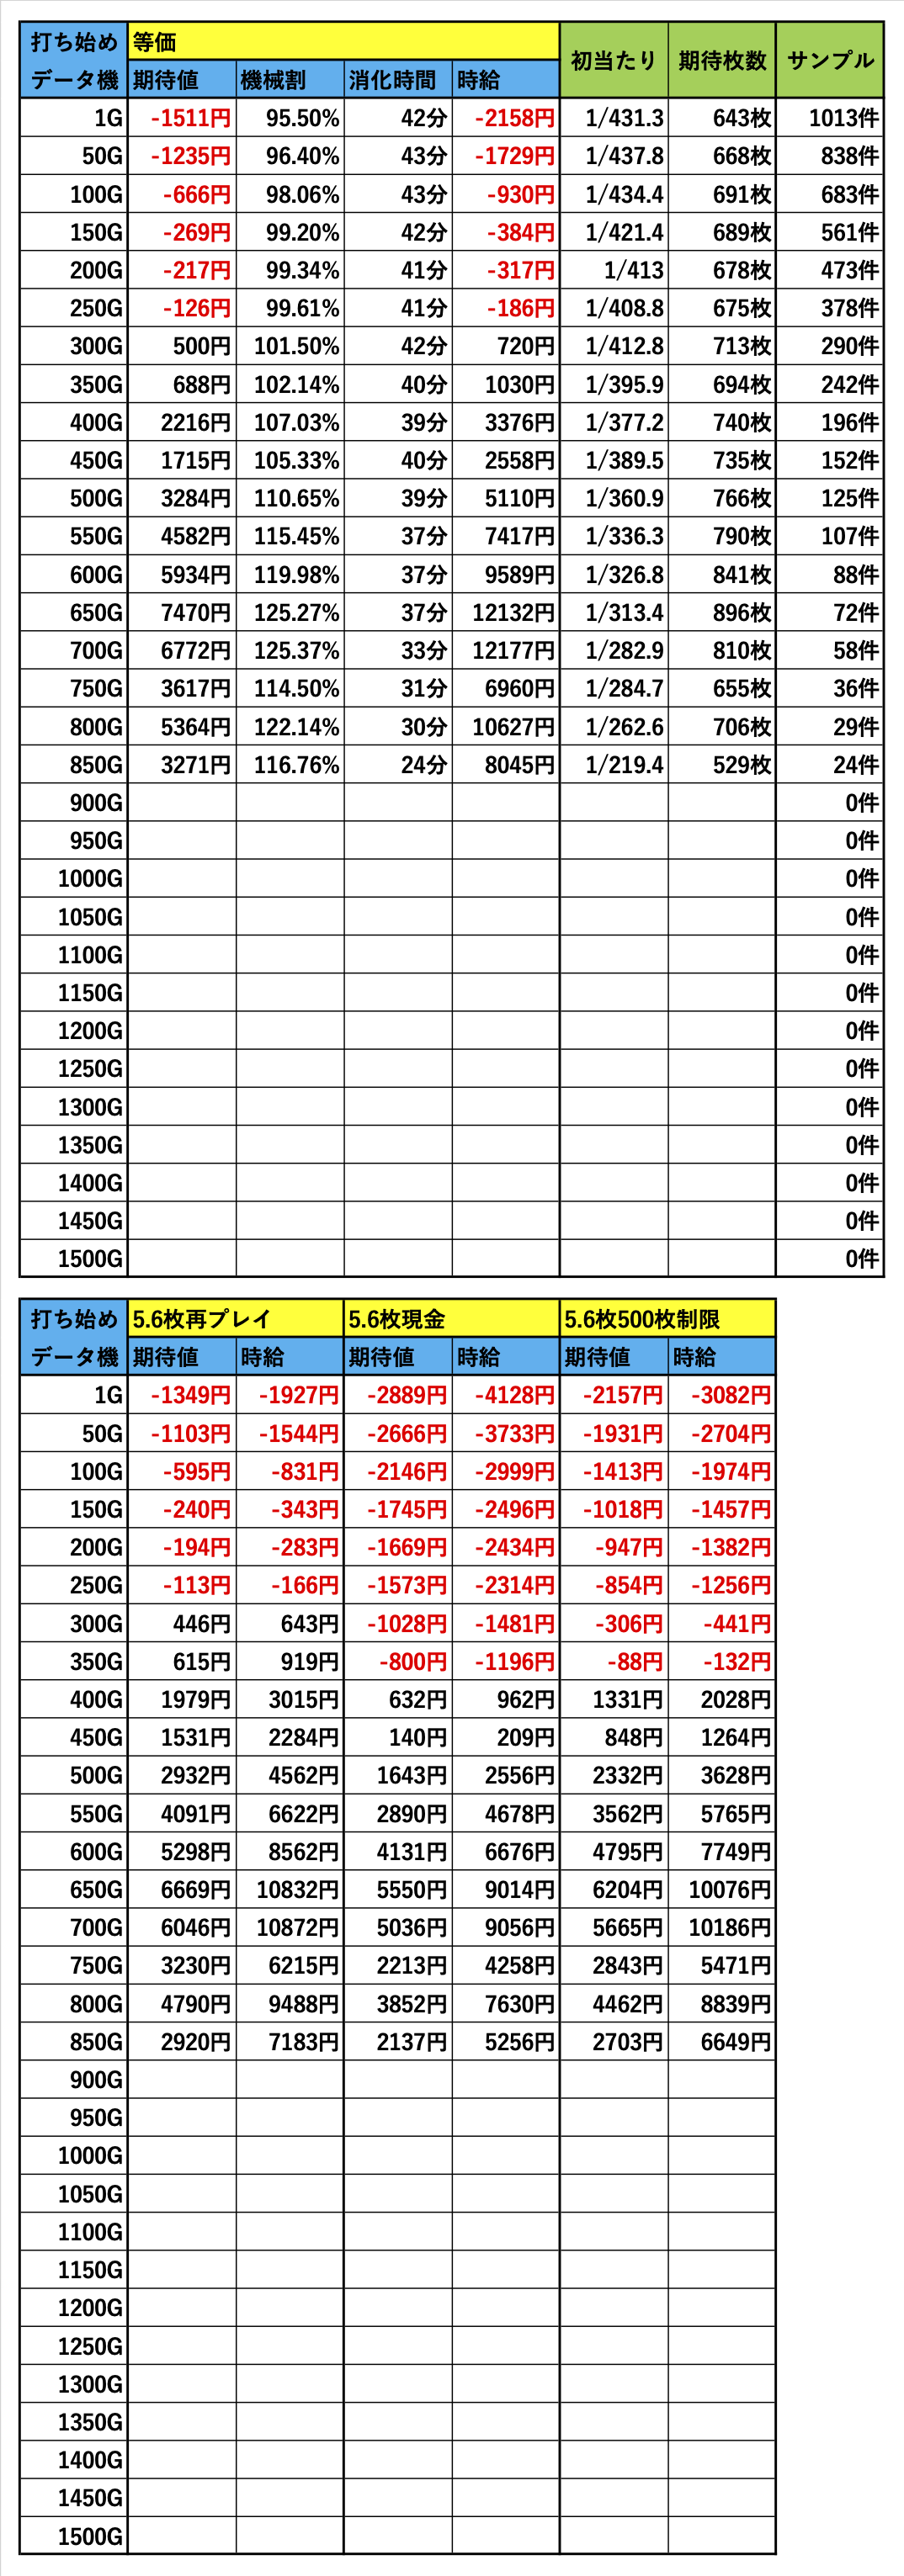 打ち始め 等価 初当たり 期待枚数 サンプル
データ機 期待値 機械割 消化時間 時給
1G -1511円 95.50% 42分 -2158円 1/431.3 643枚 1013件
50G -1235円 96.40% 43分 -1729円 1/437.8 668枚 838件
100G -666円 98.06% 43分 -930円 1/434.4 691枚 683件
150G -269円 99.20% 42分 -384円 1/421.4 689枚 561件
200G -217円 99.34% 41分 -317円 1/413 678枚 473件
250G -126円 99.61% 41分 -186円 1/408.8 675枚 378件
300G 500円 101.50% 42分 720円 1/412.8 713枚 290件
350G 688円 102.14% 40分 1030円 1/395.9 694枚 242件
400G 2216円 107.03% 39分 3376円 1/377.2 740枚 196件
450G 1715円 105.33% 40分 2558円 1/389.5 735枚 152件
500G 3284円 110.65% 39分 5110円 1/360.9 766枚 125件
550G 4582円 115.45% 37分 7417円 1/336.3 790枚 107件
600G 5934円 119.98% 37分 9589円 1/326.8 841枚 88件
650G 7470円 125.27% 37分 12132円 1/313.4 896枚 72件
700G 6772円 125.37% 33分 12177円 1/282.9 810枚 58件
750G 3617円 114.50% 31分 6960円 1/284.7 655枚 36件
800G 5364円 122.14% 30分 10627円 1/262.6 706枚 29件
850G 3271円 116.76% 24分 8045円 1/219.4 529枚 24件
900G 0件
950G 0件
1000G 0件
1050G 0件
1100G 0件
1150G 0件
1200G 0件
1250G 0件
1300G 0件
1350G 0件
1400G 0件
1450G 0件
1500G 0件
打ち始め 5.6枚再プレイ 5.6枚現金 5.6枚500枚制限
データ機 期待値 時給 期待値 時給 期待値 時給
1G -1349円 -1927円 -2889円 -4128円 -2157円 -3082円
50G -1103円 -1544円 -2666円 -3733円 -1931円 -2704円
100G -595円 -831円 -2146円 -2999円 -1413円 -1974円
150G -240円 -343円 -1745円 -2496円 -1018円 -1457円
200G -194円 -283円 -1669円 -2434円 -947円 -1382円
250G -113円 -166円 -1573円 -2314円 -854円 -1256円
300G 446円 643円 -1028円 -1481円 -306円 -441円
350G 615円 919円 -800円 -1196円 -88円 -132円
400G 1979円 3015円 632円 962円 1331円 2028円
450G 1531円 2284円 140円 209円 848円 1264円
500G 2932円 4562円 1643円 2556円 2332円 3628円
550G 4091円 6622円 2890円 4678円 3562円 5765円
600G 5298円 8562円 4131円 6676円 4795円 7749円
650G 6669円 10832円 5550円 9014円 6204円 10076円
700G 6046円 10872円 5036円 9056円 5665円 10186円
750G 3230円 6215円 2213円 4258円 2843円 5471円
800G 4790円 9488円 3852円 7630円 4462円 8839円
850G 2920円 7183円 2137円 5256円 2703円 6649円
900G
950G
1000G
1050G
1100G
1150G
1200G
1250G
1300G
1350G
1400G
1450G
1500G